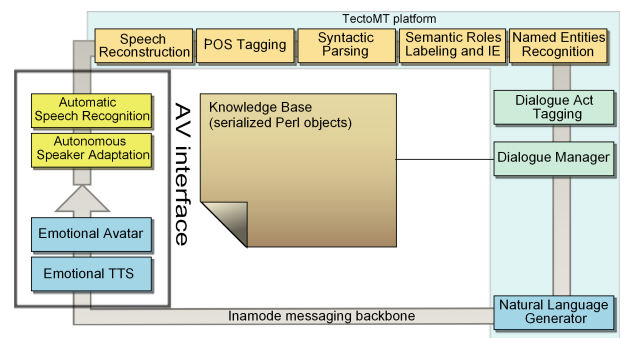 TectoMT platform
Speech
Reconstruction
POS Tagging
Syntactic
Parsing
Semantic Roles
Labeling and IE
Named Entities
Recognition
Automatic
Speech Recognition
Autonomous
Speaker Adaptation
Emotional Avatar
Emotional TTS
AV interface
Knowledge Base
(serialized Perl objects)
Dialogue Act
Tagging
Dialogue Manager
Natural Language
Generator
Inamode messaging backbone